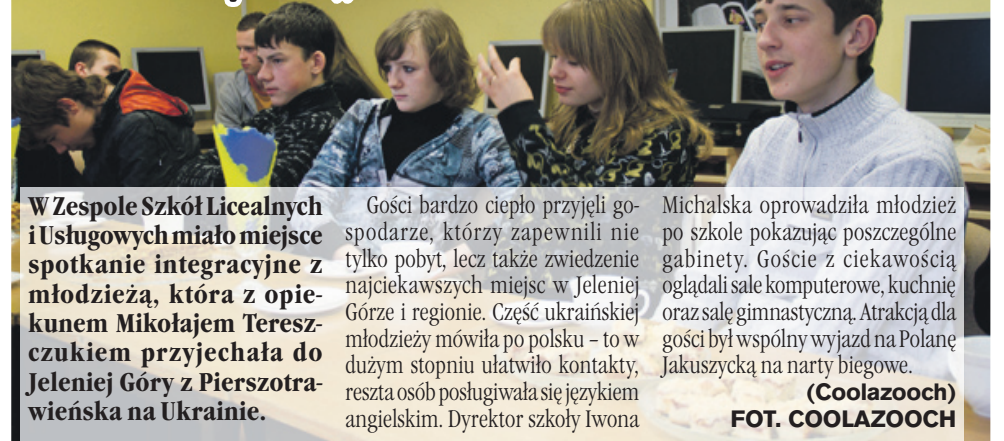 W Zespole Szkół Licealnych
i Usługowych miało miejsce
spotkanie integracyjne z
młodzieżą, która z opie-
kunem Mikołajem Teresz-
czukiem przyjechała do
Jeleniej Góry z Pierszotra-
wieńska na Ukrainie.
Gości bardzo ciepło przyjęli go-
spodarze, którzy zapewnili nie
tylko pobyt, lecz także zwiedzenie
najciekawszych miejsc w Jeleniej
Górze i regionie. Część ukraińskiej
młodzieży mówiła po polsku – to w
dużym stopniu ułatwiło kontakty,
reszta osób posługiwała się językiem
angielskim. Dyrektor szkoły Iwona
Michalska oprowadziła młodzież
po szkole pokazując poszczególne
gabinety. Goście z ciekawością
oglądali sale komputerowe, kuchnię
oraz salę gimnastyczną. Atrakcją dla
gości był wspólny wyjazd na Polanę
Jakuszycką na narty biegowe.
(Coolazooch)
FOT. COOLAZOOCH